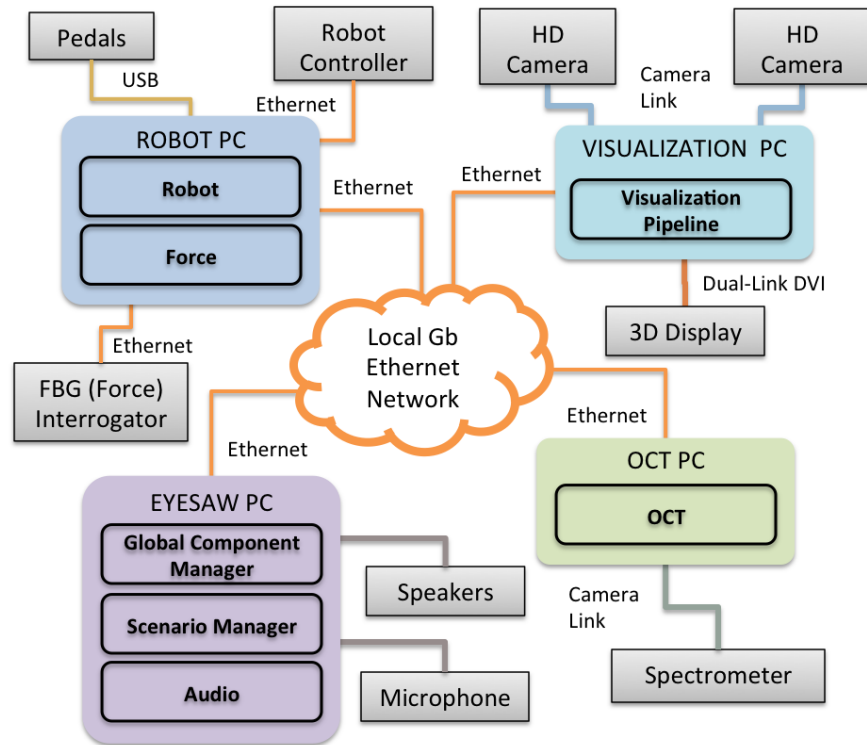 Pedals
Robot
Controller
HD
Camera
HD
Camera
USB
Ethernet
Camera
Link
ROBOT PC
Robot
Force
Ethernet
Ethernet
VISUALIZATION PC
Visualization
Pipeline
Dual-Link DVI
3D Display
Ethernet
FBG (Force)
Interrogator
Local Gb
Ethernet
Network
Ethernet
Ethernet
EYESAW PC
Global Component
Manager
Scenario Manager
Audio
Speakers
Microphone
OCT PC
OCT
Camera
Link
Spectrometer